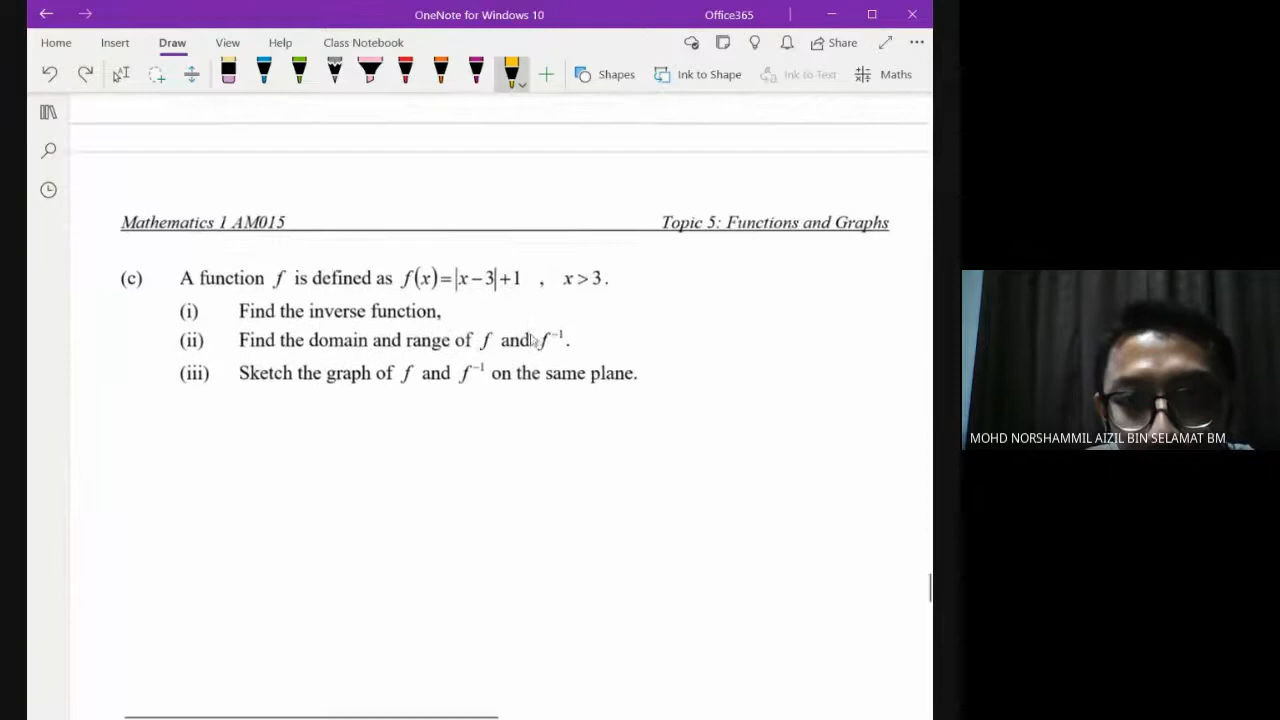 OneNote for Windows 10
Office365
Home Insert Draw View Help Class Notebook
Share
Shapes Ink to Shape Ink to Text Maths
Mathematics 1 AM015 Topic 5: Functions and Graphs
(c) A function f is defined as f(x)=|x−3|+1 , x>3.
(i) Find the inverse function,
(ii) Find the domain and range of f and f⁻¹.
(iii) Sketch the graph of f and f⁻¹ on the same plane.
MOHD NORSHAMMIL AIZIL BIN SELAMAT BM